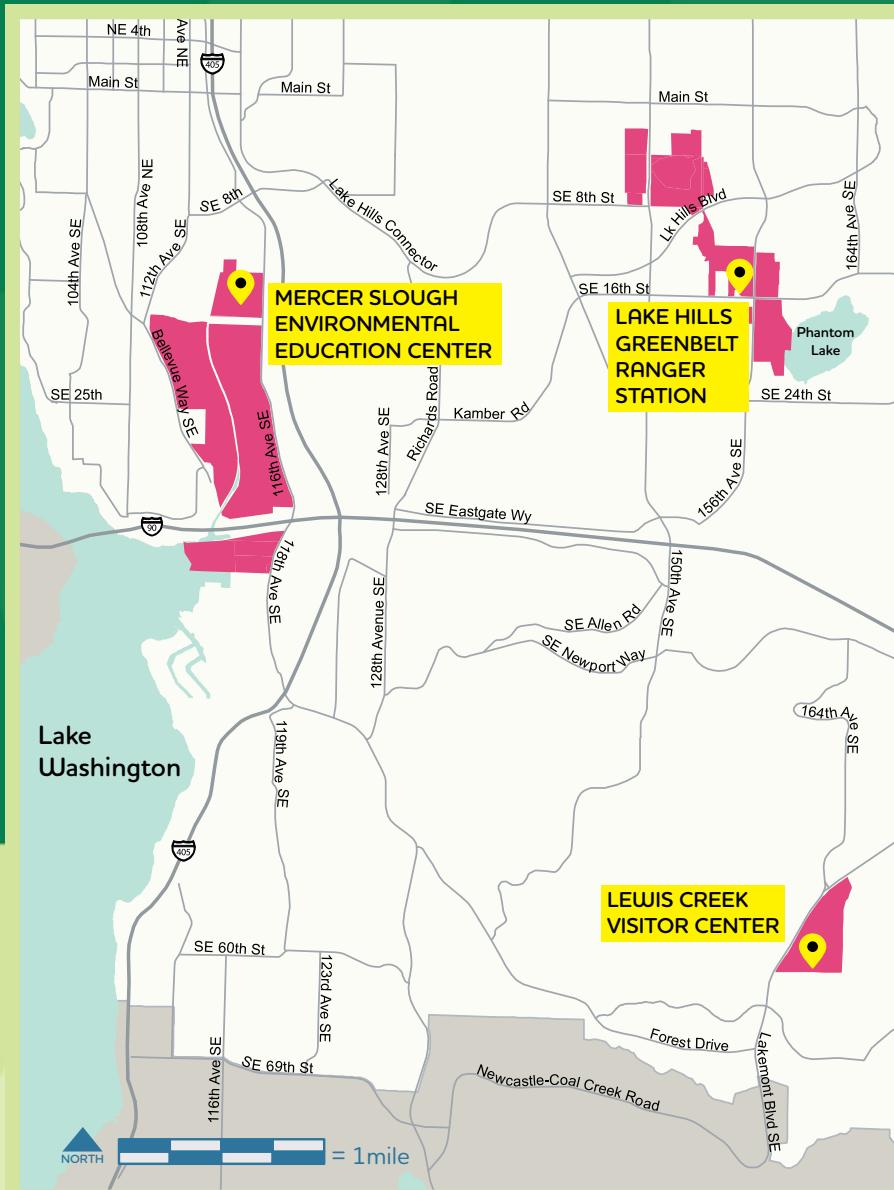 NE 4th
Ave NE
405
Main St
Main St
Main St
108th Ave NE
SE 8th
Lake Hills Connector
SE 8th St
Lk Hills Blvd
164th Ave SE
104th Ave SE
112th Ave SE
MERCER SLOUGH
ENVIRONMENTAL
EDUCATION CENTER
SE 16th St
LAKE HILLS
GREENBELT
RANGER
STATION
Phantom
Lake
Bellevue Way SE
SE 25th
116th Ave SE
128th Ave SE
Richards Road
Kamber Rd
SE 24th St
156th Ave SE
SE Eastgate Wy
90
118th Ave SE
128th Avenue SE
150th Ave SE
SE Allen Rd
SE Newport Way
164th Ave SE
Lake
Washington
119th Ave SE
405
LEWIS CREEK
VISITOR CENTER
SE 60th St
123rd Ave SE
116th Ave SE
SE 69th St
Forest Drive
Lakemont Blvd SE
Newcastle-Coal Creek Road
NORTH
= 1mile